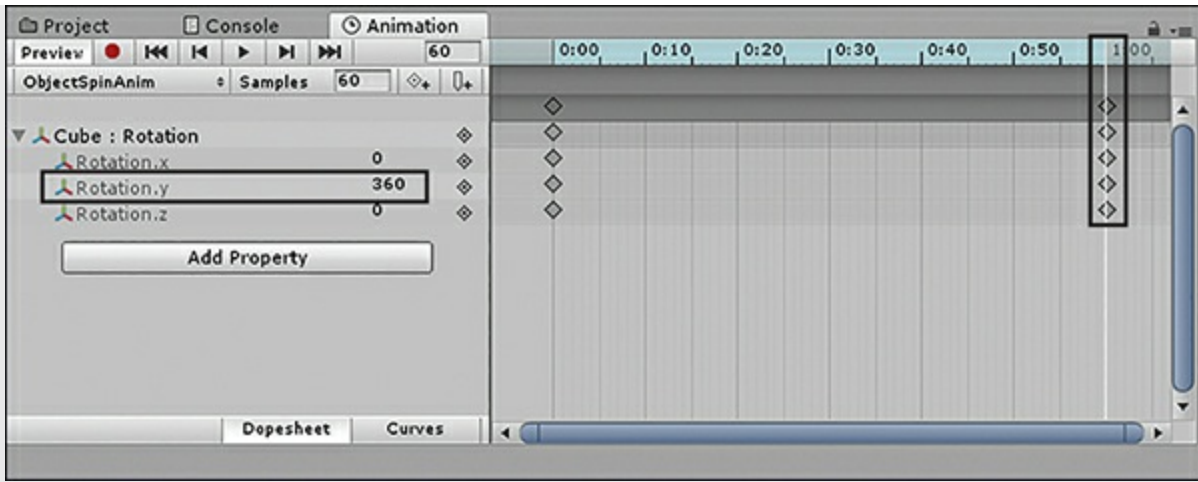 Project Console Animation
Preview 60 0:00 0:10 0:20 0:30 0:40 0:50 1:00
ObjectSpinAnim Samples 60
Cube : Rotation
Rotation.x 0
Rotation.y 360
Rotation.z 0
Add Property
Dopesheet Curves